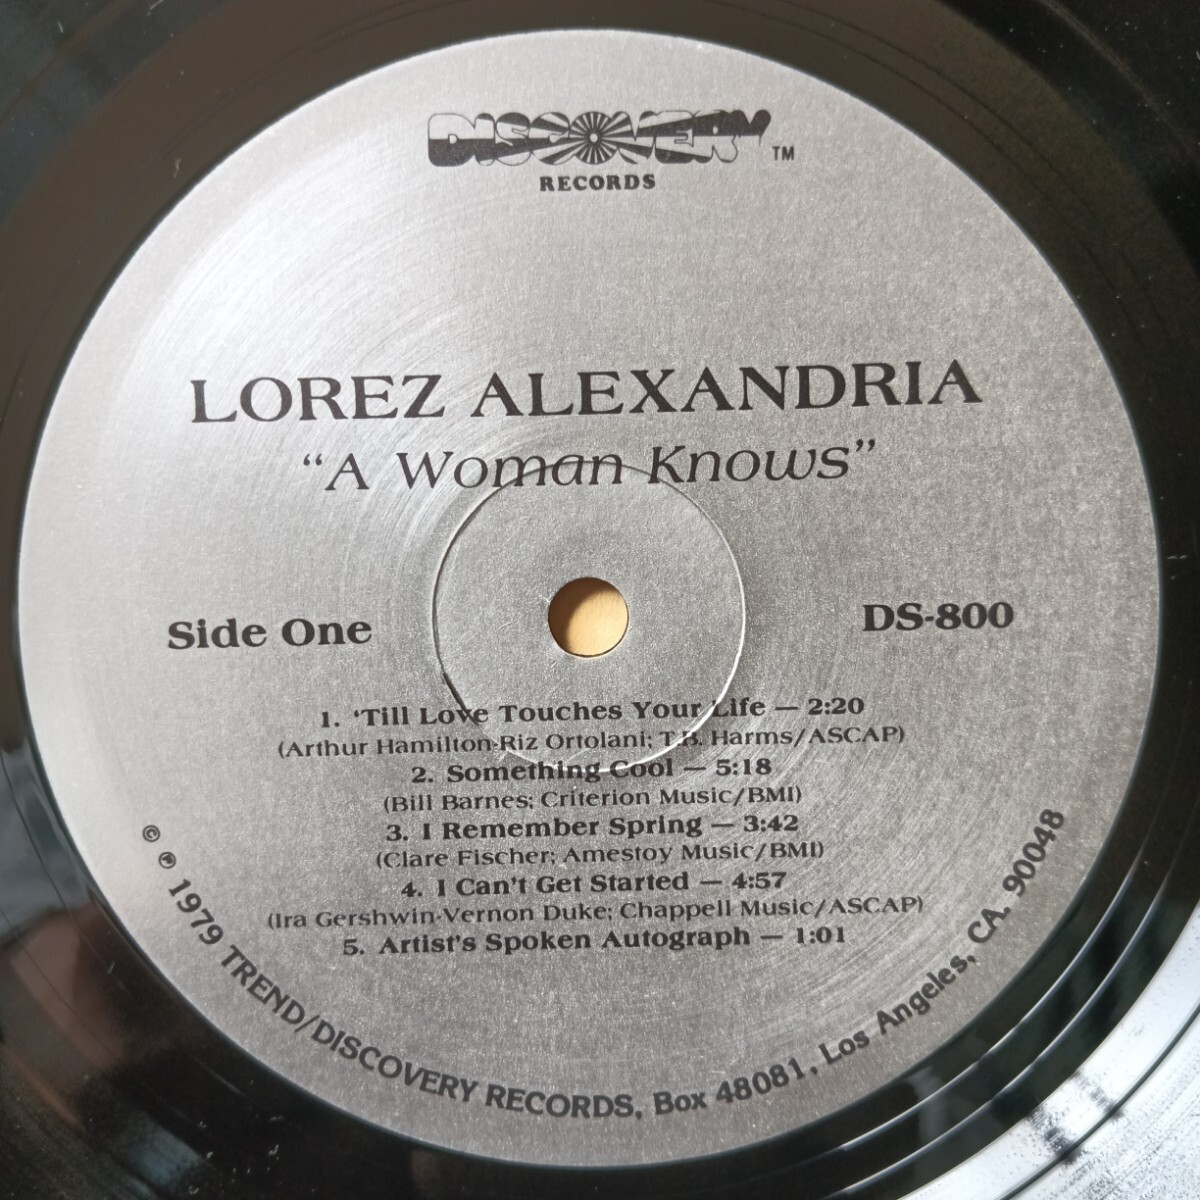 DISCOVERY TM
RECORDS
LOREZ ALEXANDRIA
“A Woman Knows”
Side One
DS-800
1. ‘Till Love Touches Your Life — 2:20
(Arthur Hamilton-Riz Ortolani; T.B. Harms/ASCAP)
2. Something Cool — 5:18
(Bill Barnes; Criterion Music/BMI)
3. I Remember Spring — 3:42
(Clare Fischer; Amestoy Music/BMI)
4. I Can't Get Started — 4:57
(Ira Gershwin-Vernon Duke; Chappell Music/ASCAP)
5. Artist's Spoken Autograph — 1:01
© ℗ 1979 TREND/DISCOVERY RECORDS, Box 48081, Los Angeles, CA. 90048